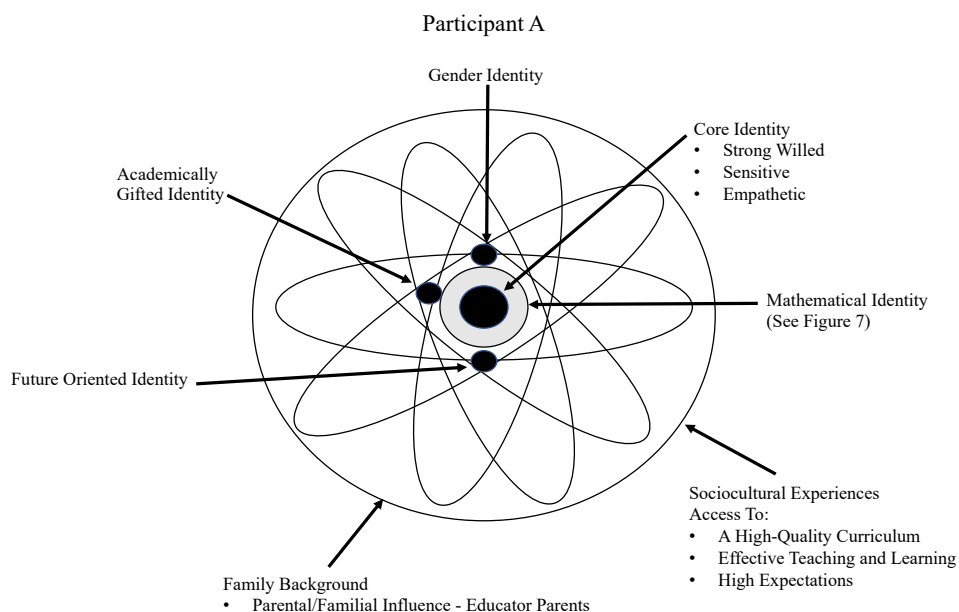 Participant A
Gender Identity
Core Identity
• Strong Willed
• Sensitive
• Empathetic
Academically
Gifted Identity
Mathematical Identity
(See Figure 7)
Future Oriented Identity
Sociocultural Experiences
Access To:
• A High-Quality Curriculum
• Effective Teaching and Learning
• High Expectations
Family Background
• Parental/Familial Influence - Educator Parents